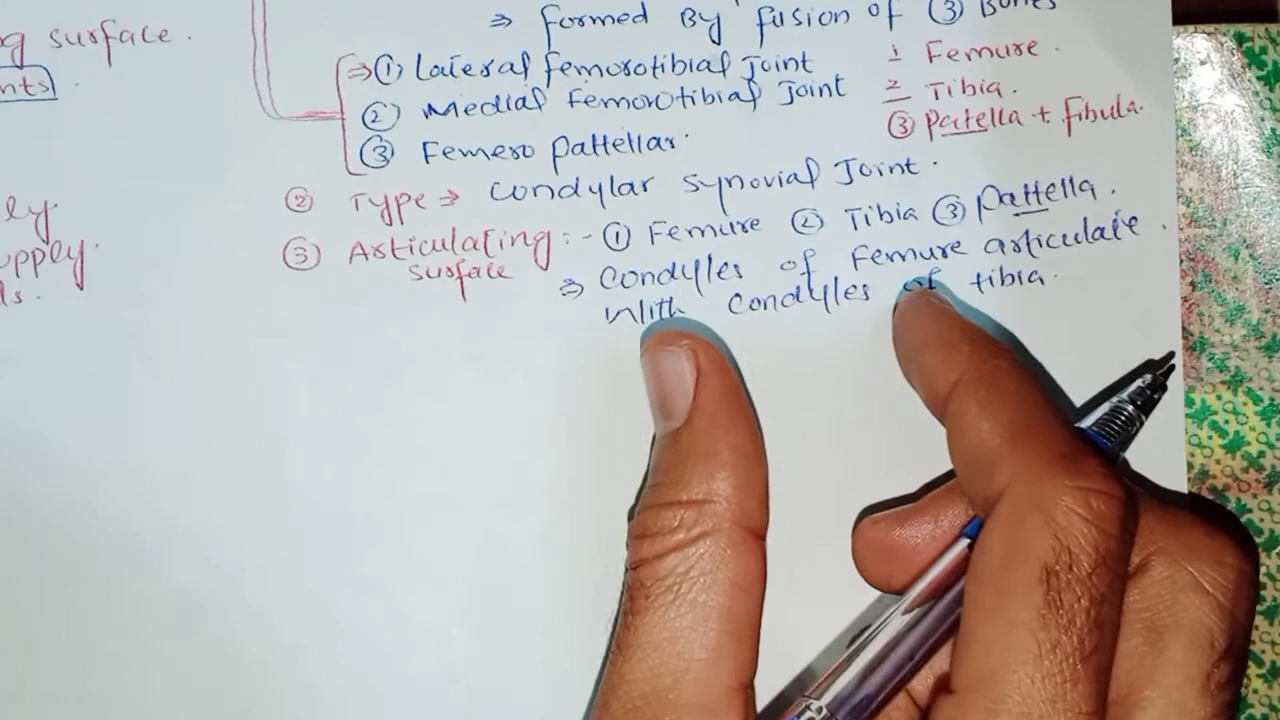 ⇒ formed By fusion of ③ Bones
g surface.
nts
⇒① Lateral femorotibial Joint
② Medial Femorotibial Joint
③ Femero pattellar.
1 Femure.
2 Tibia.
③ patella + fibula.
ly
upply.
ls.
② Type ⇒ condylar synovial Joint.
③ Articulating :- ① Femure ② Tibia ③ pattella.
surface
⇒ condyles of Femure articulate
with condyles of tibia.